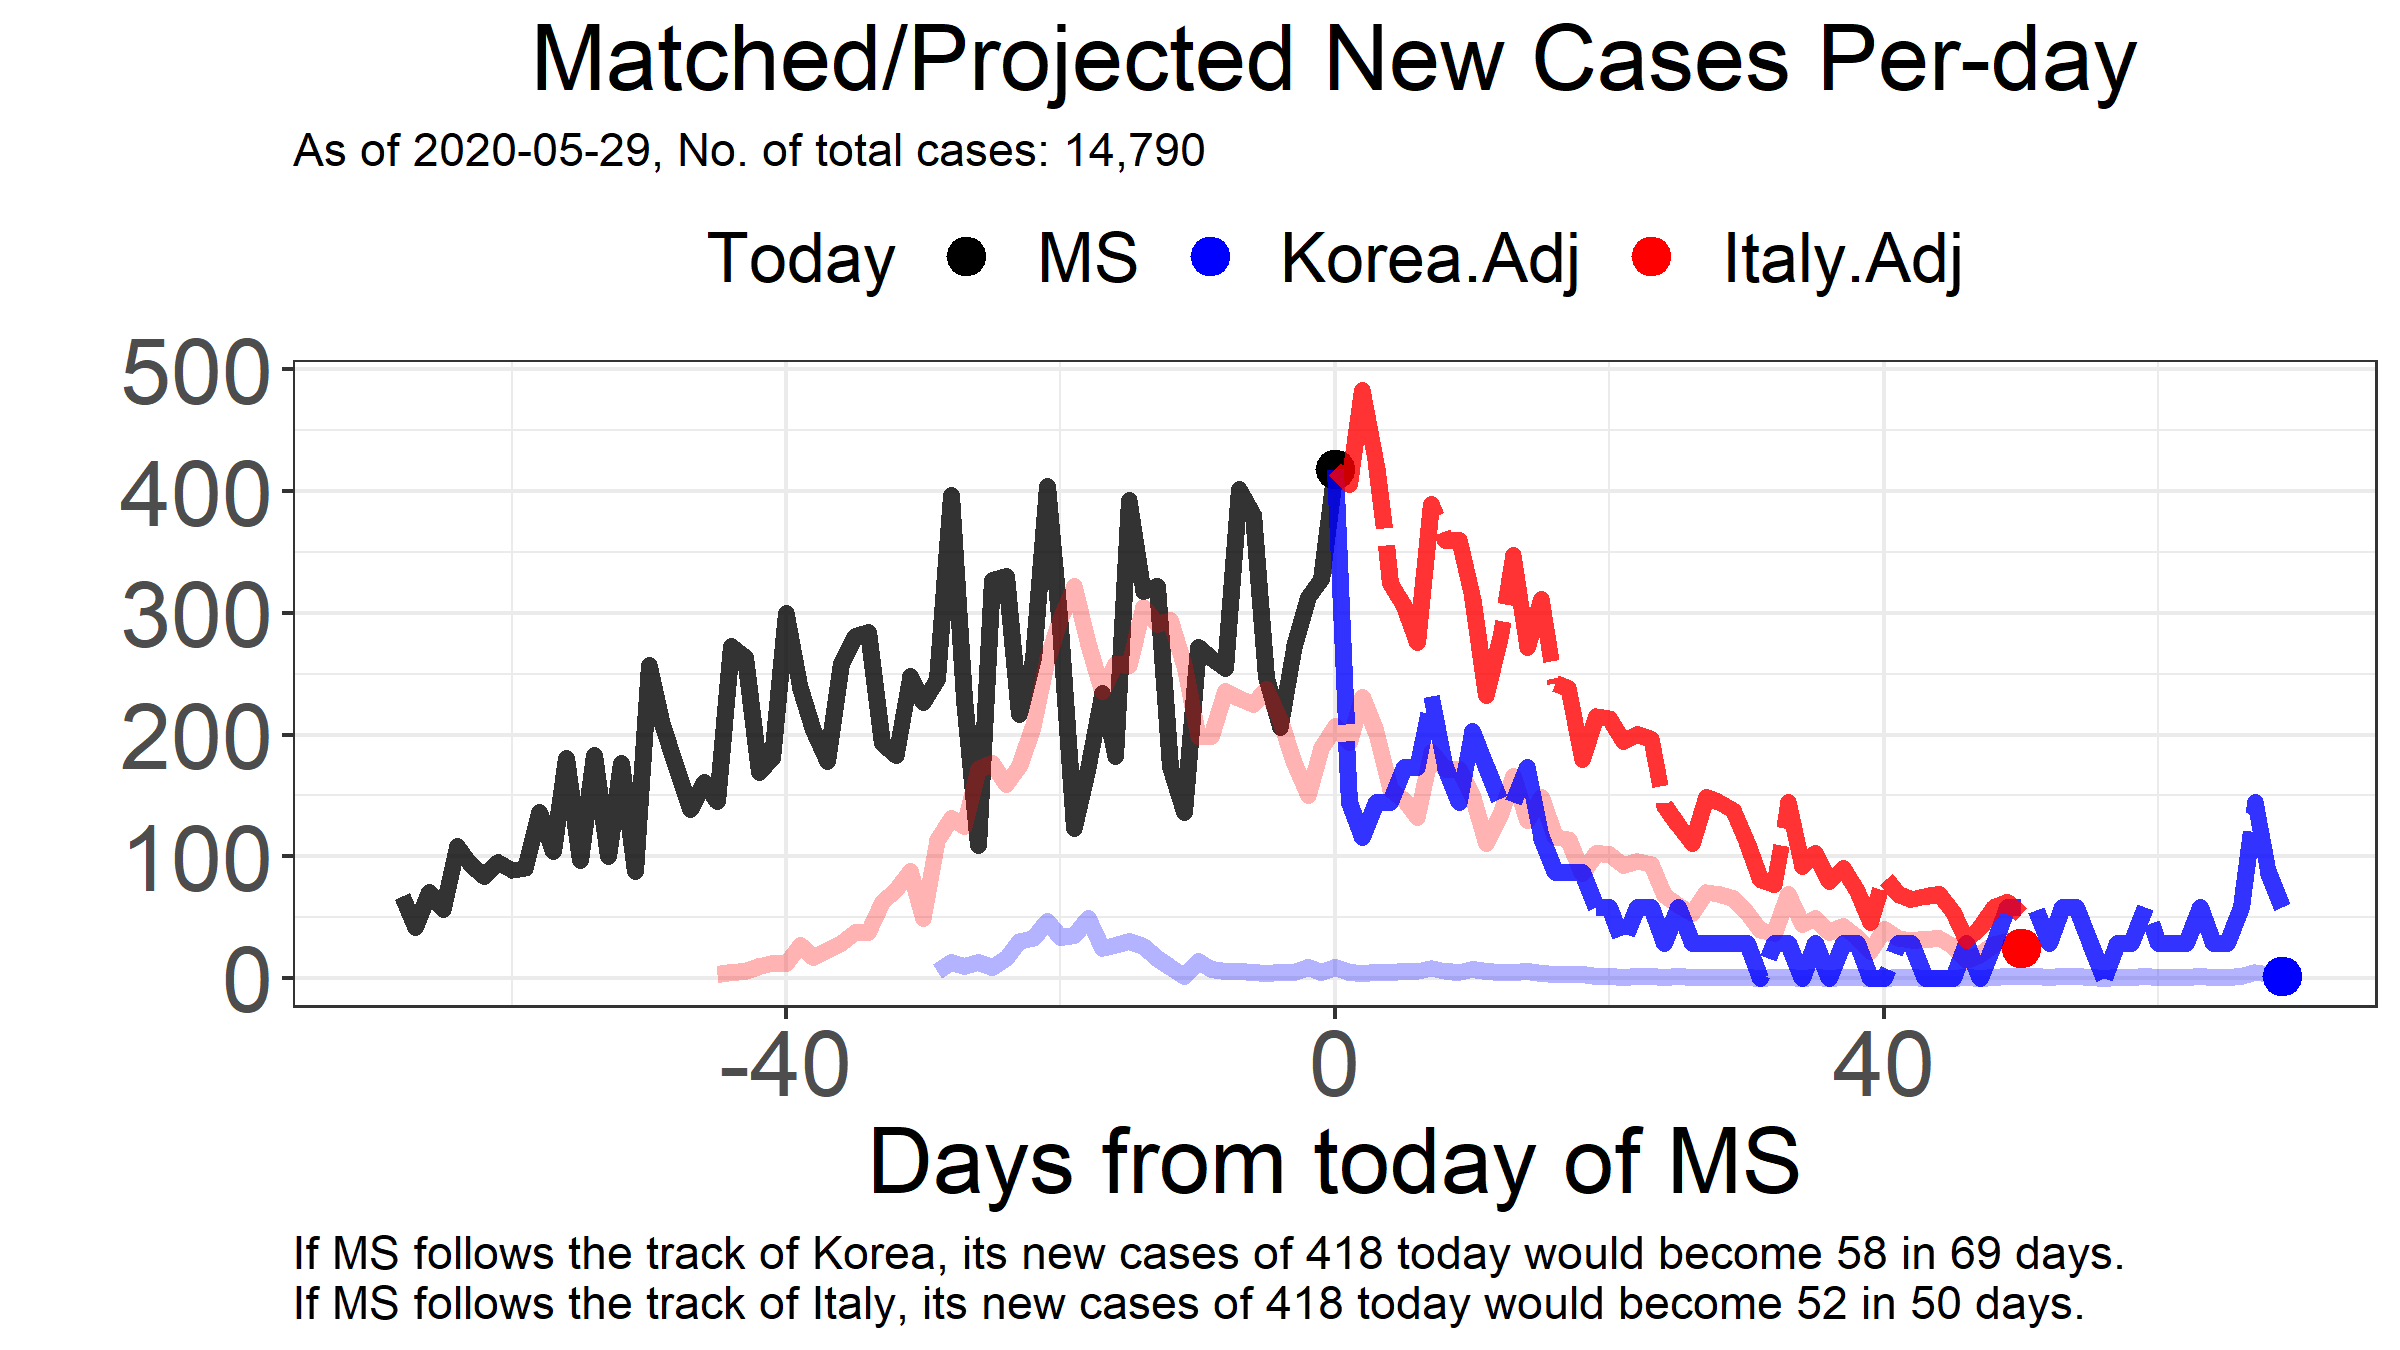 Matched/Projected New Cases Per-day
As of 2020-05-29, No. of total cases: 14,790
Today MS Korea.Adj Italy.Adj
500
400
300
200
100
0
-40 0 40
Days from today of MS
If MS follows the track of Korea, its new cases of 418 today would become 58 in 69 days.
If MS follows the track of Italy, its new cases of 418 today would become 52 in 50 days.